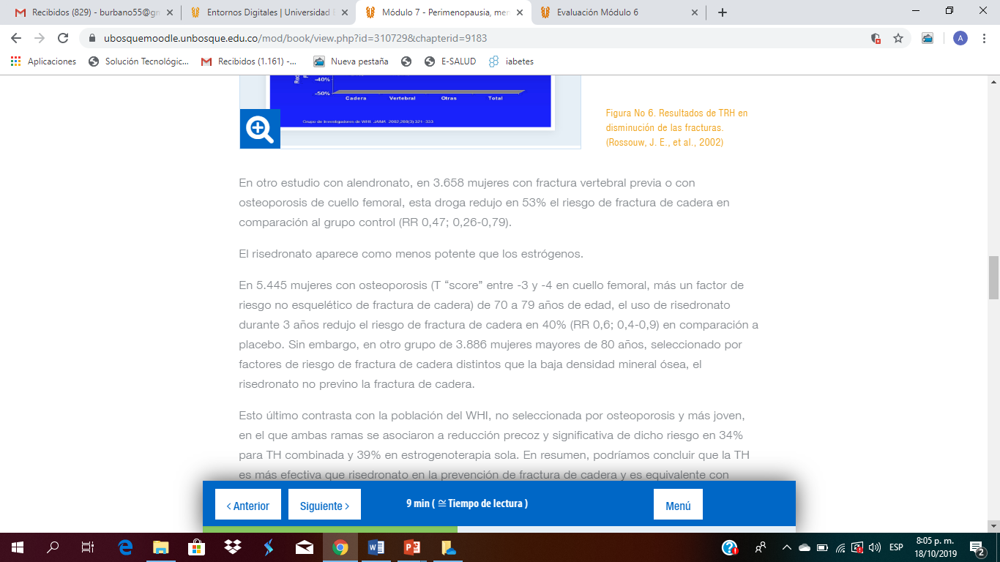 Recibidos (829) - burbano55@gm
Entornos Digitales | Universidad E
Módulo 7 - Perimenopausia, men
Evaluación Módulo 6
ubosquemoodle.unbosque.edu.co/mod/book/view.php?id=310729&chapterid=9183
A
Aplicaciones
Solución Tecnológic...
Recibidos (1.161) -...
Nueva pestaña
E-SALUD
iabetes
-40%
-50%
Cadera Vertebral Otras Total
Grupo de Investigadores de WHI. JAMA 2002;288(3) 321-333
Figura No 6. Resultados de TRH en
disminución de las fracturas.
(Rossouw, J. E., et al., 2002)
En otro estudio con alendronato, en 3.658 mujeres con fractura vertebral previa o con
osteoporosis de cuello femoral, esta droga redujo en 53% el riesgo de fractura de cadera en
comparación al grupo control (RR 0,47; 0,26-0,79).
El risedronato aparece como menos potente que los estrógenos.
En 5.445 mujeres con osteoporosis (T “score” entre -3 y -4 en cuello femoral, más un factor de
riesgo no esquelético de fractura de cadera) de 70 a 79 años de edad, el uso de risedronato
durante 3 años redujo el riesgo de fractura de cadera en 40% (RR 0,6; 0,4-0,9) en comparación a
placebo. Sin embargo, en otro grupo de 3.886 mujeres mayores de 80 años, seleccionado por
factores de riesgo de fractura de cadera distintos que la baja densidad mineral ósea, el
risedronato no previno la fractura de cadera.
Esto último contrasta con la población del WHI, no seleccionada por osteoporosis y más joven,
en el que ambas ramas se asociaron a reducción precoz y significativa de dicho riesgo en 34%
para TH combinada y 39% en estrogenoterapia sola. En resumen, podríamos concluir que la TH
es más efectiva que risedronato en la prevención de fractura de cadera y es equivalente con
< Anterior
Siguiente >
9 min ( ≅ Tiempo de lectura )
Menú
ESP
8:05 p. m.
18/10/2019
2